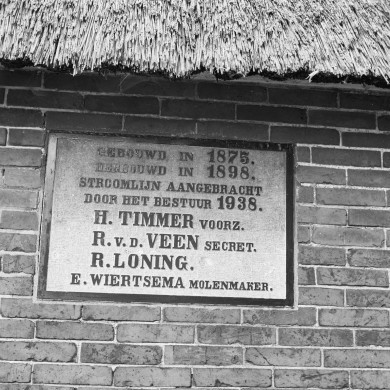 GEBOUWD IN 1875.
HERBOUWD IN 1898.
STROOMLIJN AANGEBRACHT
DOOR HET BESTUUR 1938.
H. TIMMER VOORZ.
R. v. d. VEEN SECRET.
R. LONING.
E. WIERTSEMA MOLENMAKER.